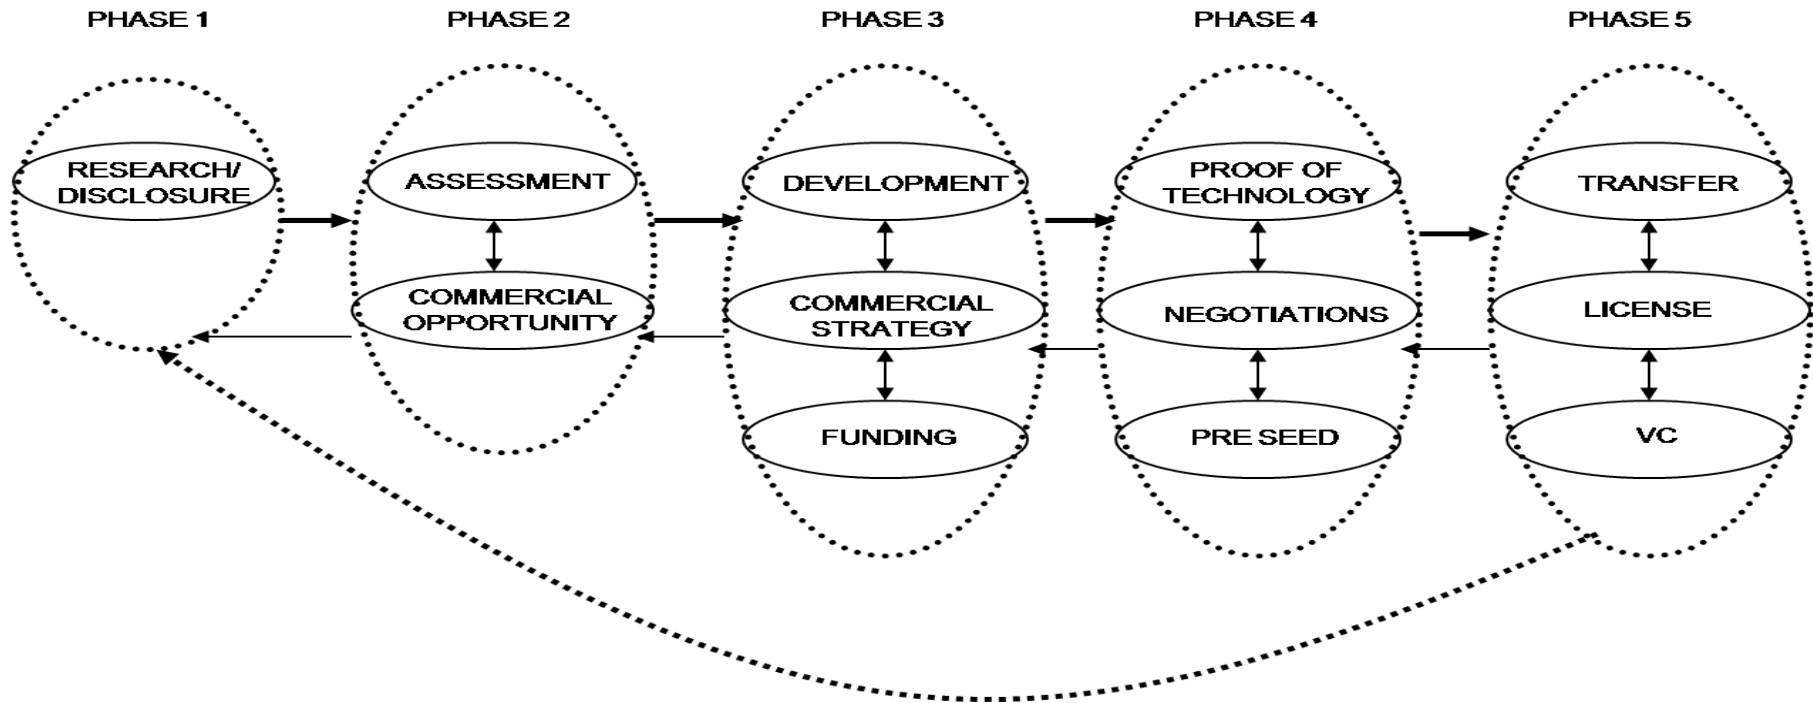 PHASE 1
PHASE 2
PHASE 3
PHASE 4
PHASE 5
RESEARCH/
DISCLOSURE
ASSESSMENT
COMMERCIAL
OPPORTUNITY
DEVELOPMENT
COMMERCIAL
STRATEGY
FUNDING
PROOF OF
TECHNOLOGY
NEGOTIATIONS
PRE SEED
TRANSFER
LICENSE
VC